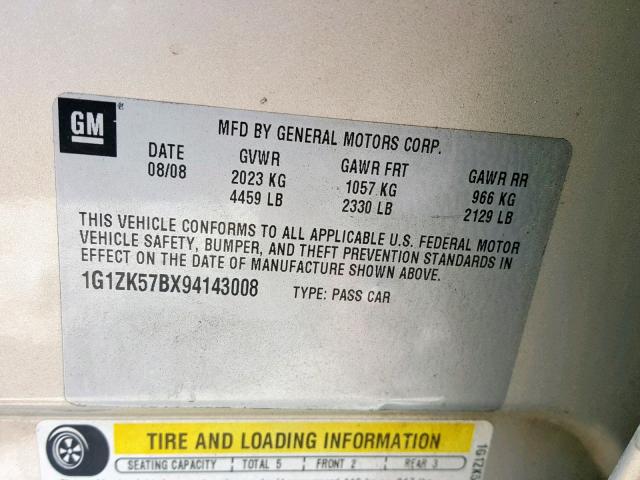 GM
MFD BY GENERAL MOTORS CORP.
DATE GVWR GAWR FRT GAWR RR
08/08 2023 KG 1057 KG 966 KG
4459 LB 2330 LB 2129 LB
THIS VEHICLE CONFORMS TO ALL APPLICABLE U.S. FEDERAL MOTOR
VEHICLE SAFETY, BUMPER, AND THEFT PREVENTION STANDARDS IN
EFFECT ON THE DATE OF MANUFACTURE SHOWN ABOVE.
1G1ZK57BX94143008 TYPE: PASS CAR
TIRE AND LOADING INFORMATION
SEATING CAPACITY TOTAL 5 FRONT 2 REAR 3
1G1ZK5